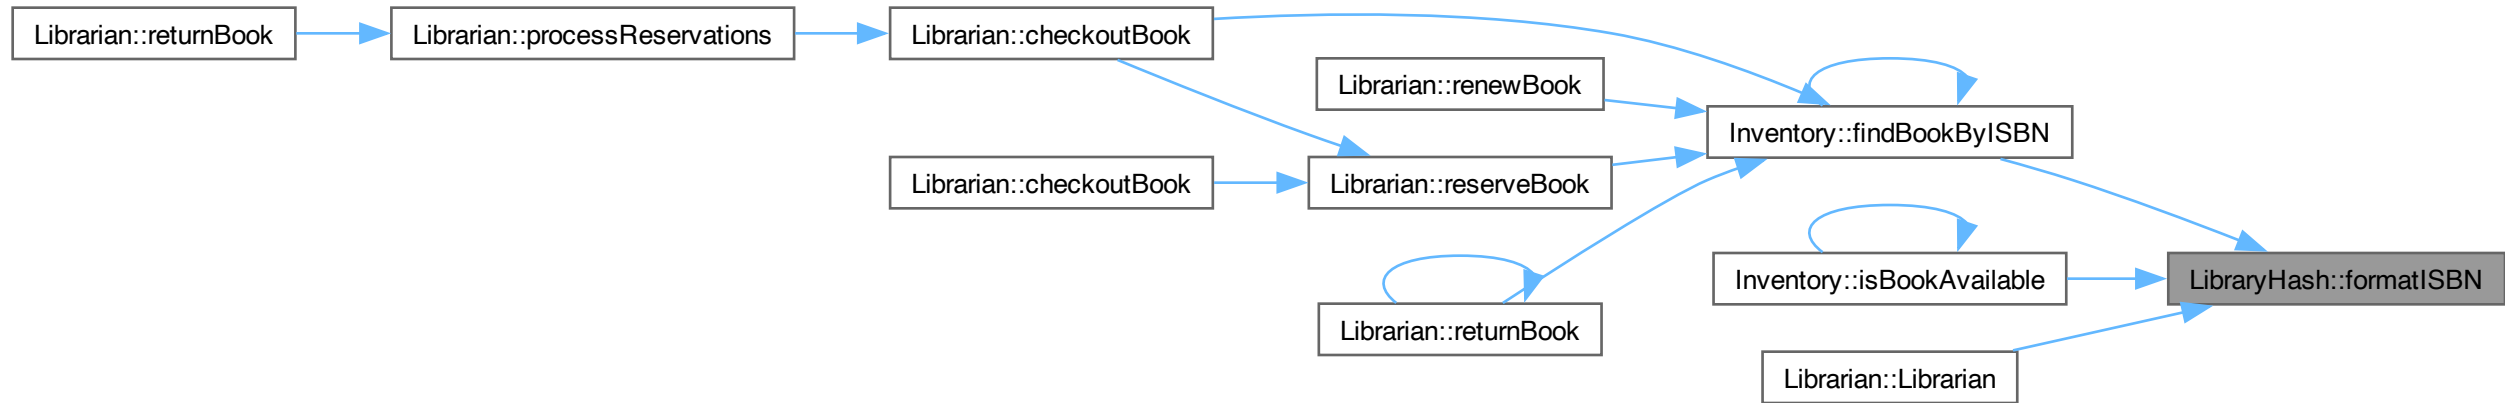 Librarian::returnBook
Librarian::processReservations
Librarian::checkoutBook
Librarian::renewBook
Inventory::findBookByISBN
Librarian::checkoutBook
Librarian::reserveBook
Inventory::isBookAvailable
LibraryHash::formatISBN
Librarian::returnBook
Librarian::Librarian